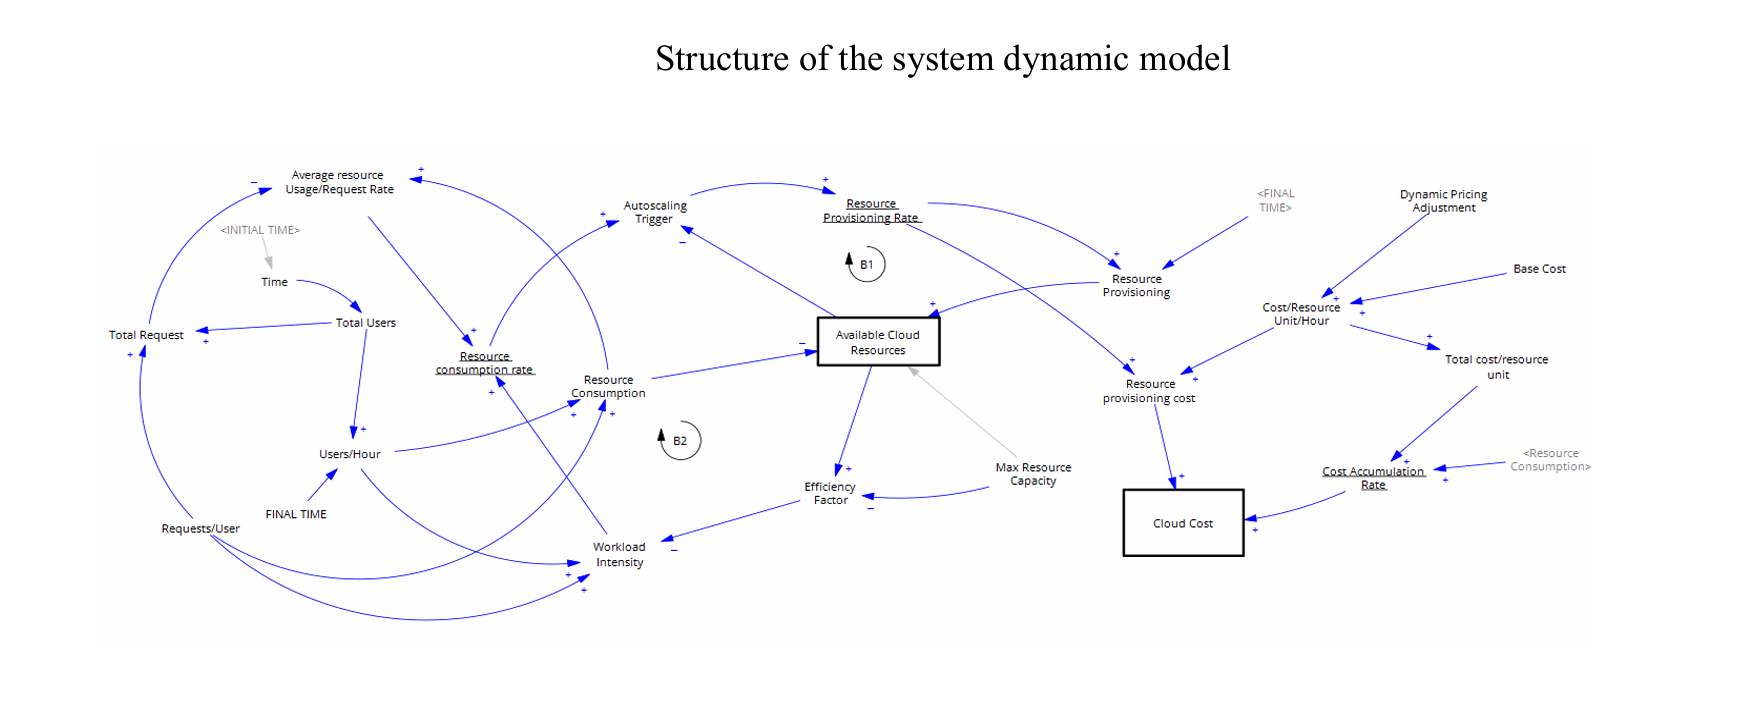 Structure of the system dynamic model
Average resource
Usage/Request Rate
<INITIAL TIME>
Time
Total Request
Total Users
Resource
consumption rate
Users/Hour
FINAL TIME
Requests/User
Autoscaling
Trigger
Resource
Provisioning Rate
B1
Resource
Consumption
B2
Available Cloud
Resources
Efficiency
Factor
Workload
Intensity
Max Resource
Capacity
<FINAL
TIME>
Resource
Provisioning
Dynamic Pricing
Adjustment
Base Cost
Cost/Resource
Unit/Hour
Total cost/resource
unit
Resource
provisioning cost
<Resource
Consumption>
Cost Accumulation
Rate
Cloud Cost